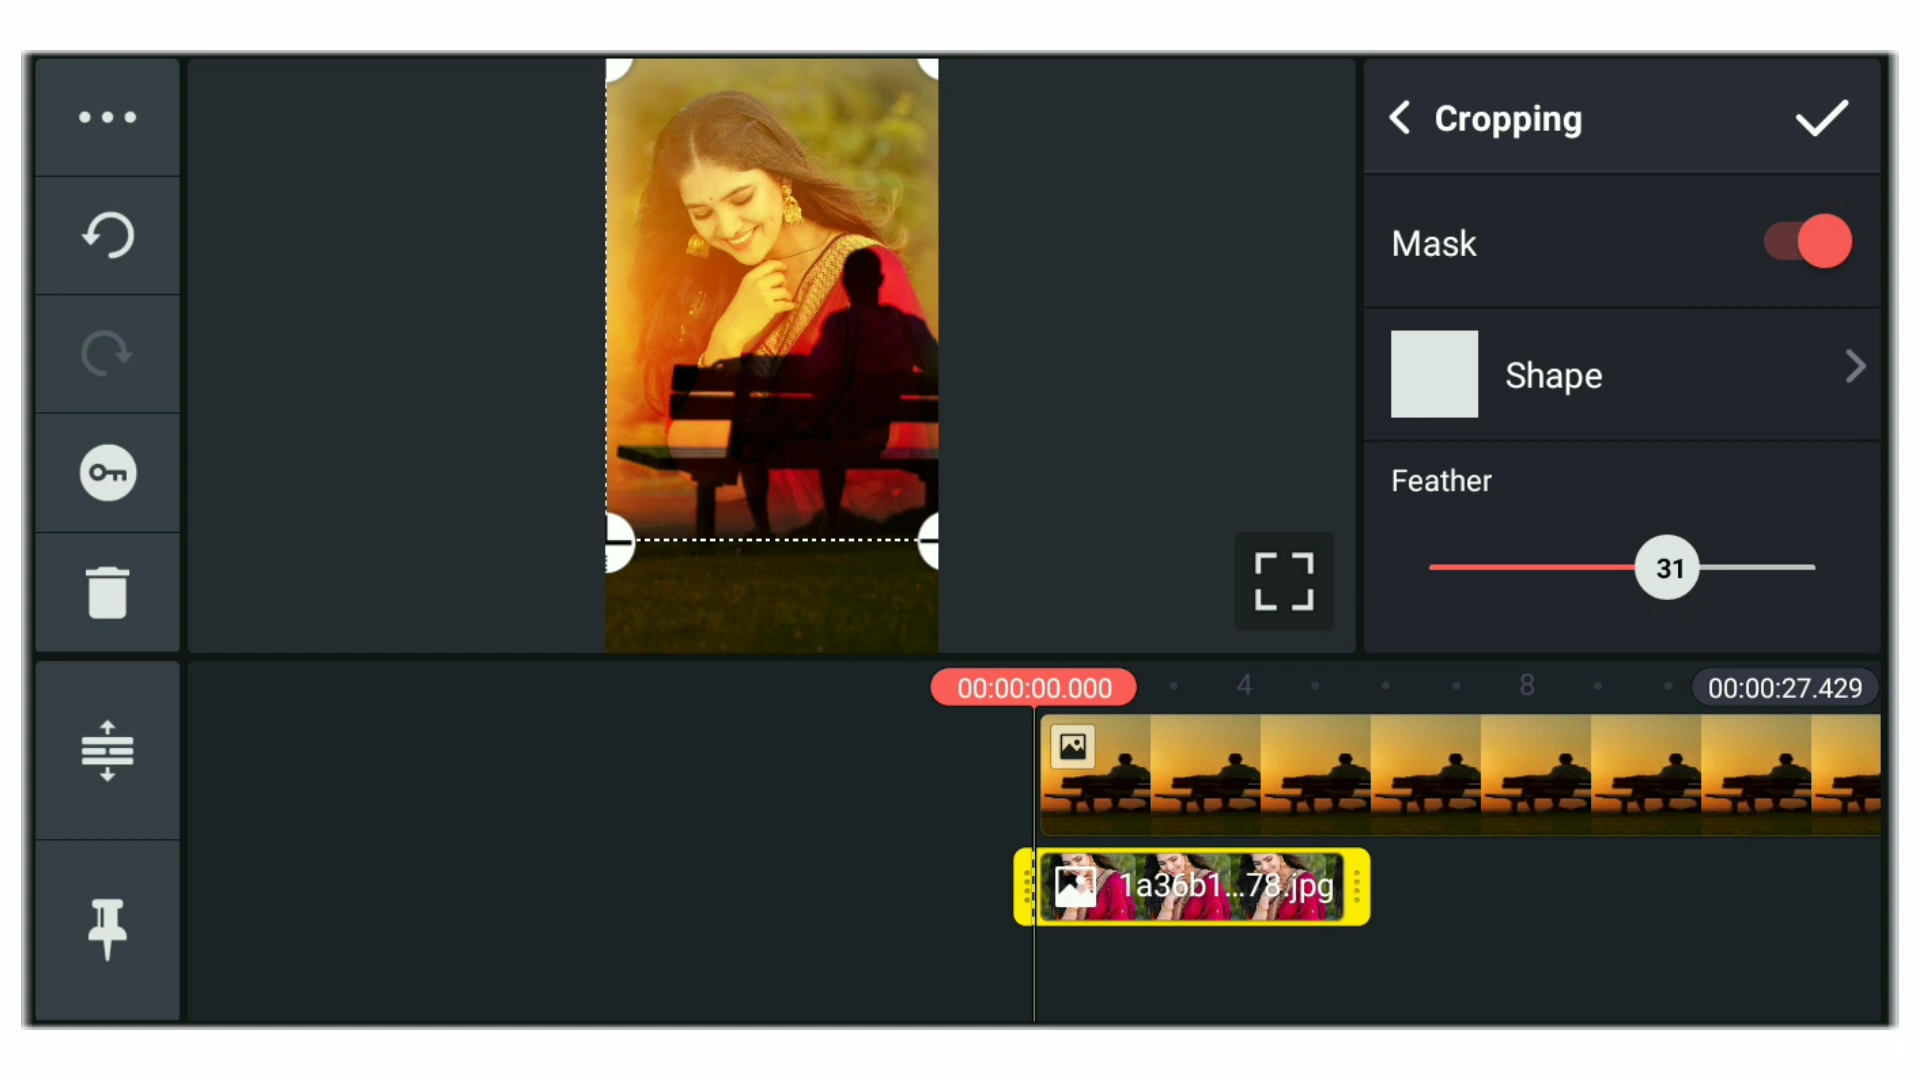 Cropping
Mask
Shape
Feather
31
00:00:00.000
4
8
00:00:27.429
1a36b1...78.jpg